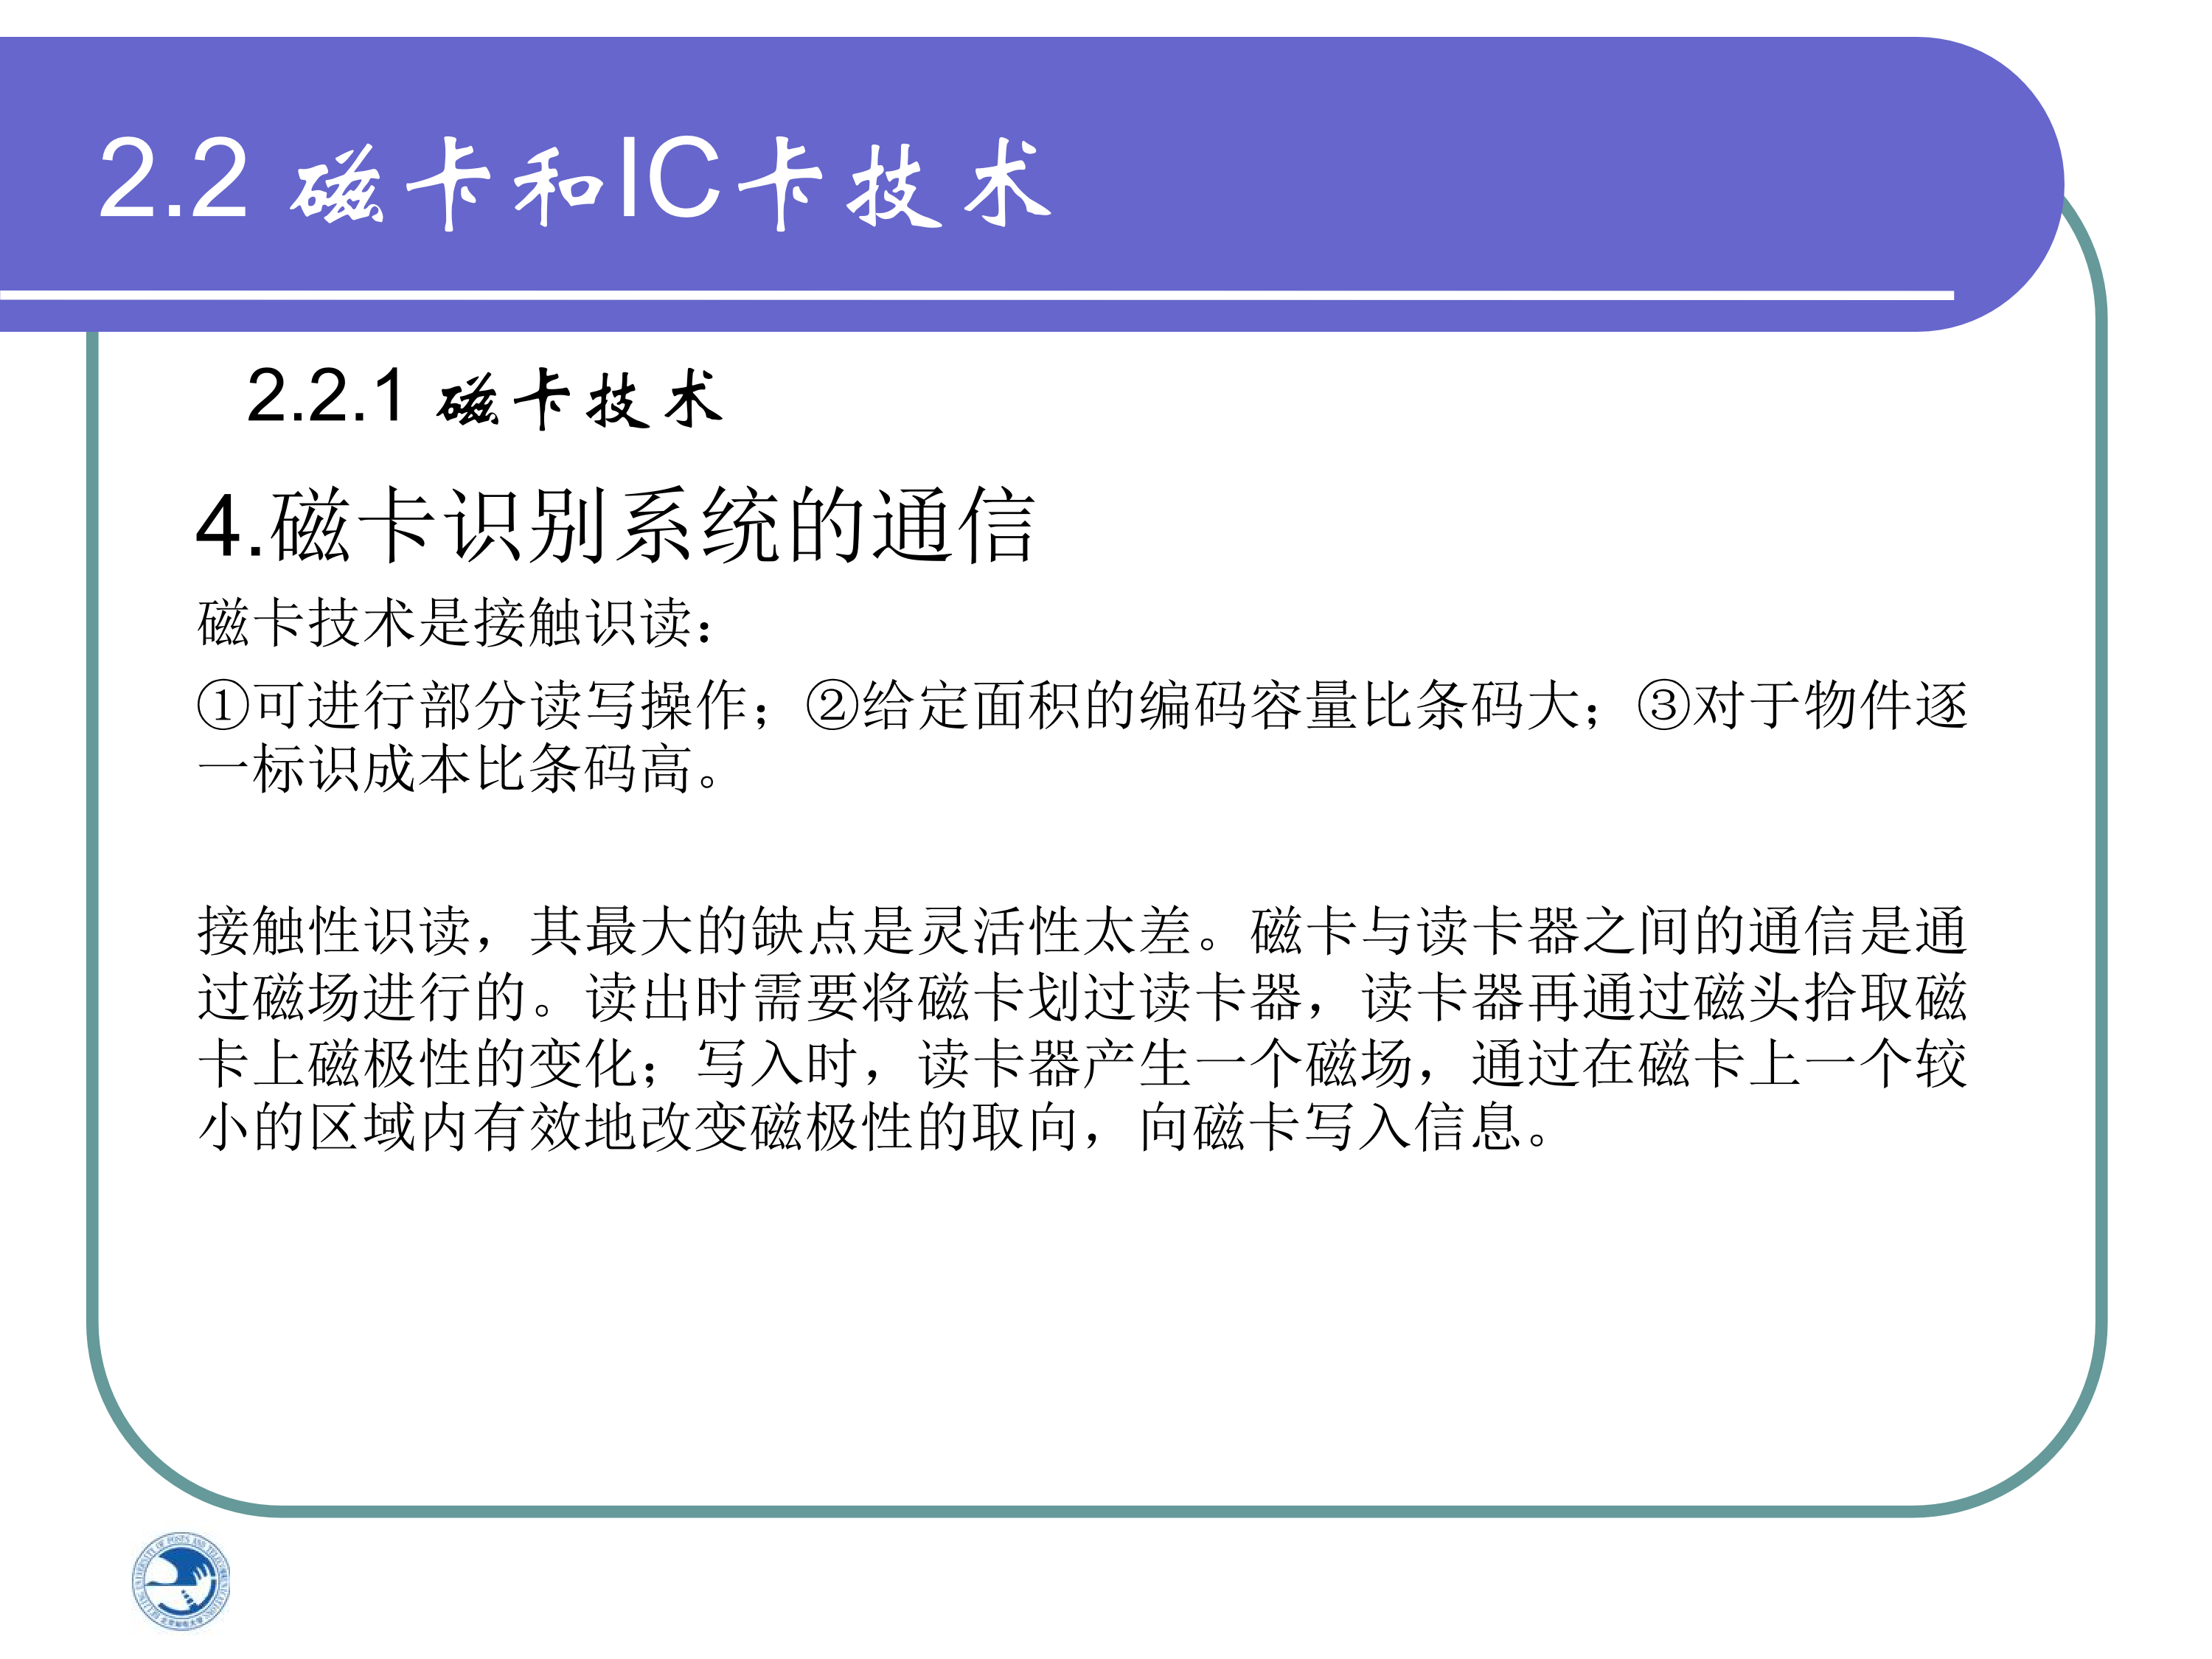 2.2 磁卡和IC卡技术
2.2.1 磁卡技术
4.磁卡识别系统的通信
磁卡技术是接触识读：
①可进行部分读写操作；②给定面积的编码容量比条码大；③对于物件逐
一标识成本比条码高。
接触性识读，其最大的缺点是灵活性太差。磁卡与读卡器之间的通信是通
过磁场进行的。读出时需要将磁卡划过读卡器，读卡器再通过磁头拾取磁
卡上磁极性的变化；写入时，读卡器产生一个磁场，通过在磁卡上一个较
小的区域内有效地改变磁极性的取向，向磁卡写入信息。